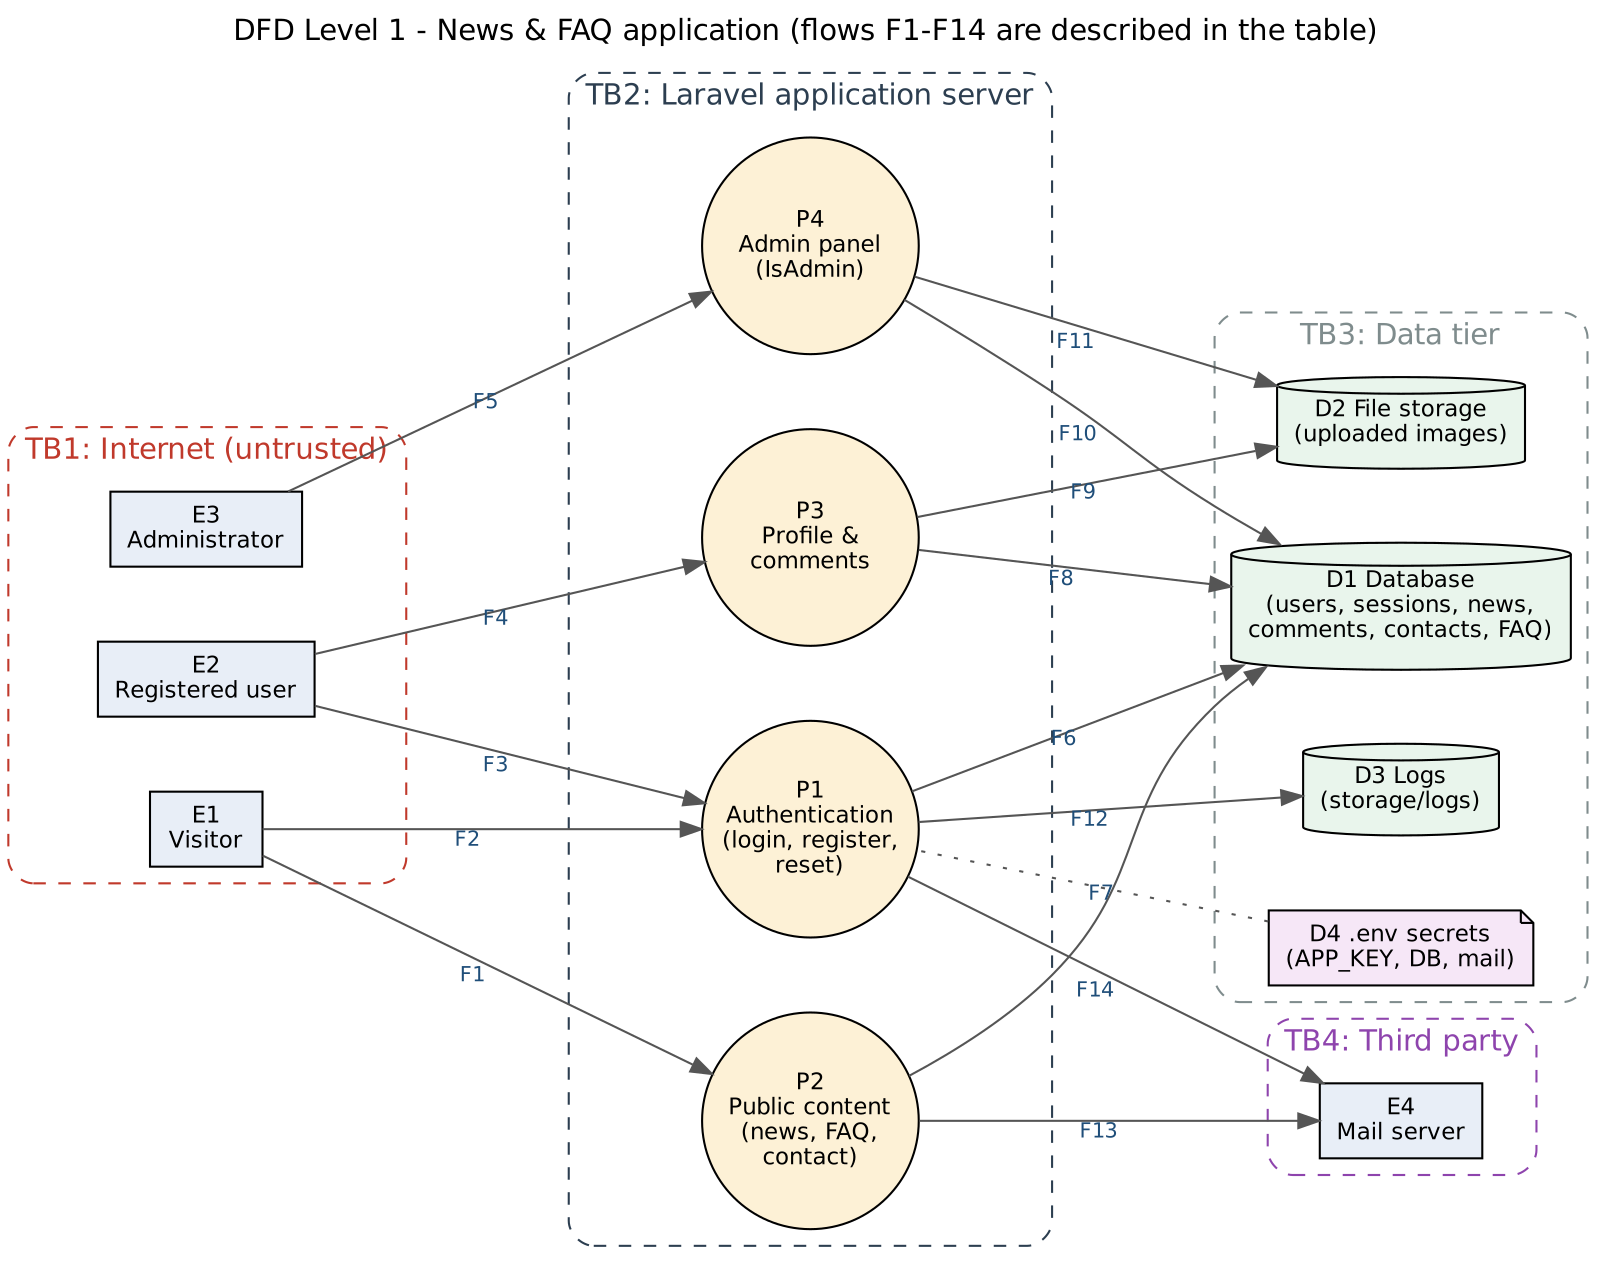 DFD Level 1 - News & FAQ application (flows F1-F14 are described in the table)
TB1: Internet (untrusted)
E3
Administrator
E2
Registered user
E1
Visitor
F5
F4
F3
F2
F1
TB2: Laravel application server
P4
Admin panel
(IsAdmin)
P3
Profile &
comments
P1
Authentication
(login, register,
reset)
P2
Public content
(news, FAQ,
contact)
F11
F10
F9
F8
F6
F12
F7
F14
F13
TB3: Data tier
D2 File storage
(uploaded images)
D1 Database
(users, sessions, news,
comments, contacts, FAQ)
D3 Logs
(storage/logs)
D4 .env secrets
(APP_KEY, DB, mail)
TB4: Third party
E4
Mail server